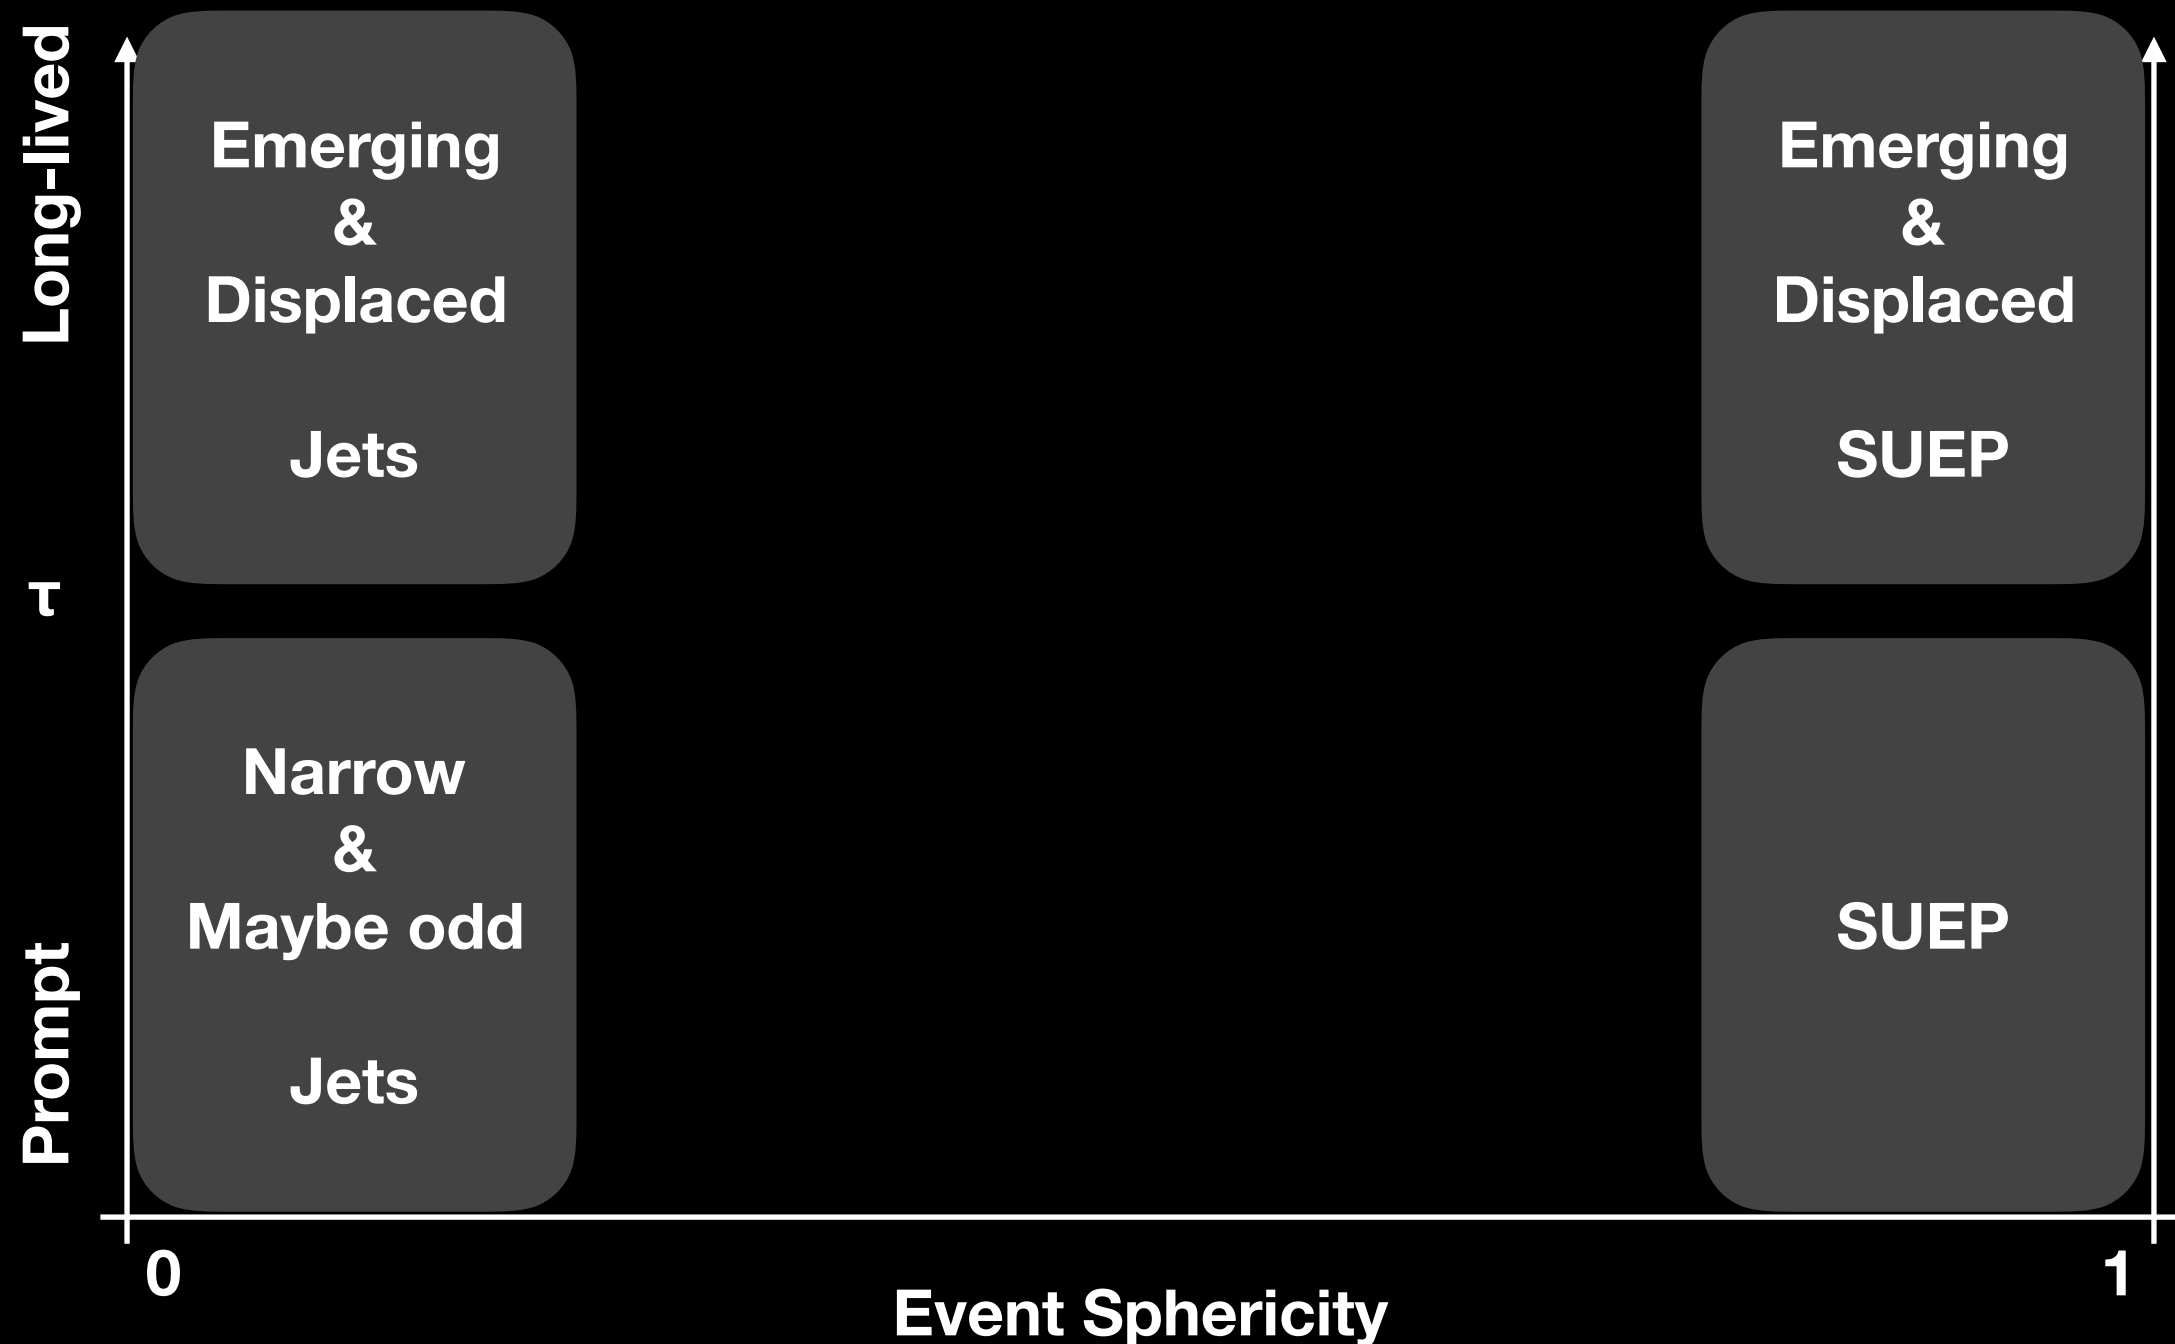 Long-lived
τ
Prompt
Emerging
&
Displaced
Jets
Emerging
&
Displaced
SUEP
Narrow
&
Maybe odd
Jets
SUEP
0
1
Event Sphericity